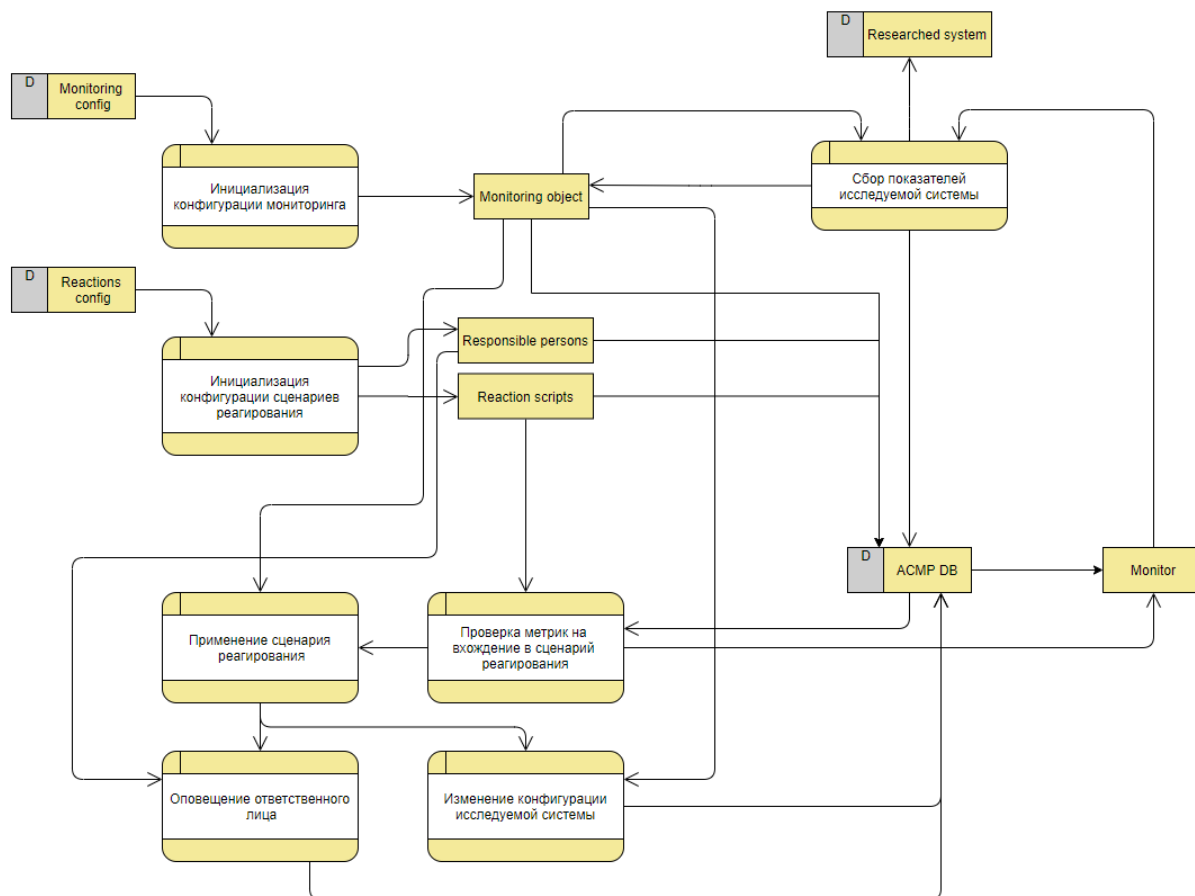 D
Researched system
D
Monitoring
config
Инициализация
конфигурации мониторинга
Monitoring object
Сбор показателей
исследуемой системы
D
Reactions
config
Инициализация
конфигурации сценариев
реагирования
Responsible persons
Reaction scripts
D
ACMP DB
Monitor
Применение сценария
реагирования
Проверка метрик на
вхождение в сценарий
реагирования
Оповещение ответственного
лица
Изменение конфигурации
исследуемой системы